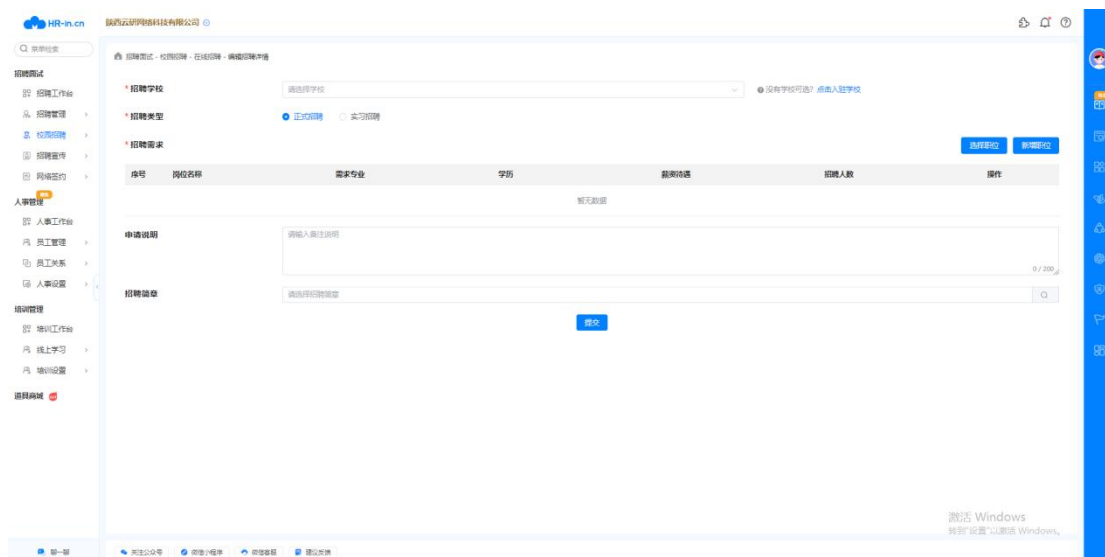 HR-in.cn
陕西云研网络科技有限公司
菜单检索
招聘面试 - 校园招聘 - 在线招聘 - 编辑招聘详情
招聘面试
招聘工作台
招聘管理
校园招聘
招聘宣传
网络签约
人事管理
人事工作台
员工管理
员工关系
人事设置
培训管理
培训工作台
线上学习
培训设置
道具商城
聊一聊
* 招聘学校
请选择学校
没有学校可选? 点击入驻学校
* 招聘类型
正式招聘 实习招聘
* 招聘需求
选择职位 新增职位
序号 岗位名称 需求专业 学历 薪资待遇 招聘人数 操作
暂无数据
申请说明
请输入备注说明
0 / 200
招聘简章
请选择招聘简章
提交
激活 Windows
转到"设置"以激活 Windows。
关注公众号 微信小程序 微信客服 建议反馈